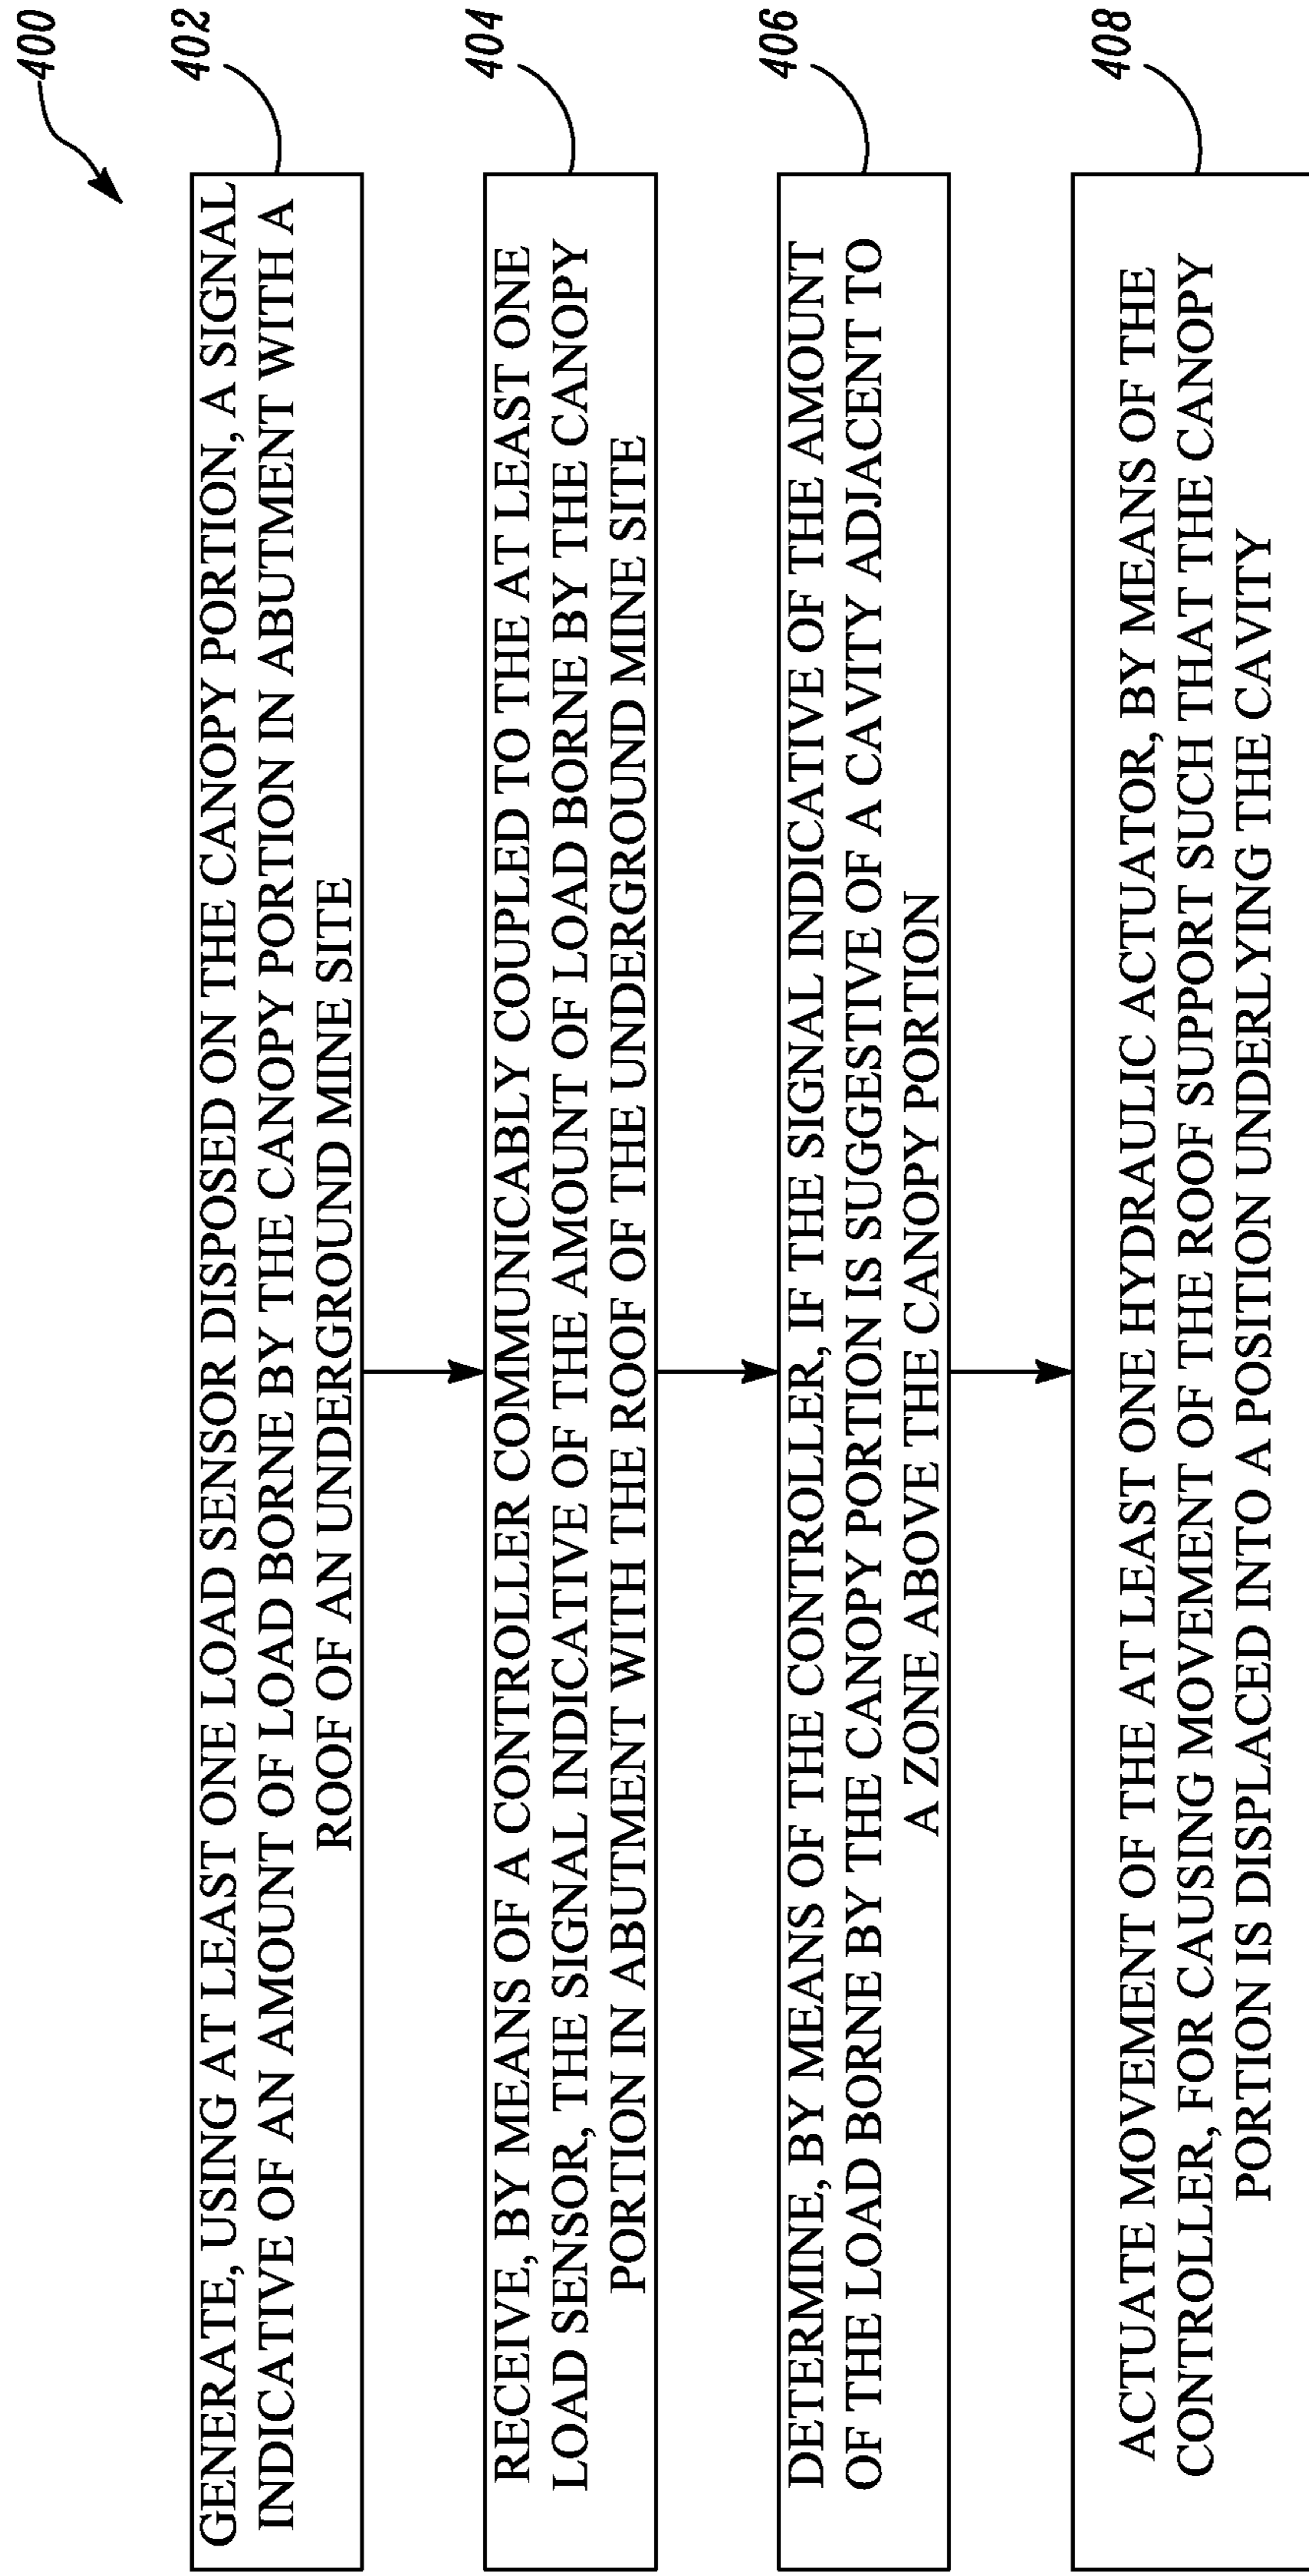 400
402
GENERATE, USING AT LEAST ONE LOAD SENSOR DISPOSED ON THE CANOPY PORTION, A SIGNAL
INDICATIVE OF AN AMOUNT OF LOAD BORNE BY THE CANOPY PORTION IN ABUTMENT WITH A
ROOF OF AN UNDERGROUND MINE SITE
404
RECEIVE, BY MEANS OF A CONTROLLER COMMUNICABLY COUPLED TO THE AT LEAST ONE
LOAD SENSOR, THE SIGNAL INDICATIVE OF THE AMOUNT OF LOAD BORNE BY THE CANOPY
PORTION IN ABUTMENT WITH THE ROOF OF THE UNDERGROUND MINE SITE
406
DETERMINE, BY MEANS OF THE CONTROLLER, IF THE SIGNAL INDICATIVE OF THE AMOUNT
OF THE LOAD BORNE BY THE CANOPY PORTION IS SUGGESTIVE OF A CAVITY ADJACENT TO
A ZONE ABOVE THE CANOPY PORTION
408
ACTUATE MOVEMENT OF THE AT LEAST ONE HYDRAULIC ACTUATOR, BY MEANS OF THE
CONTROLLER, FOR CAUSING MOVEMENT OF THE ROOF SUPPORT SUCH THAT THE CANOPY
PORTION IS DISPLACED INTO A POSITION UNDERLYING THE CAVITY